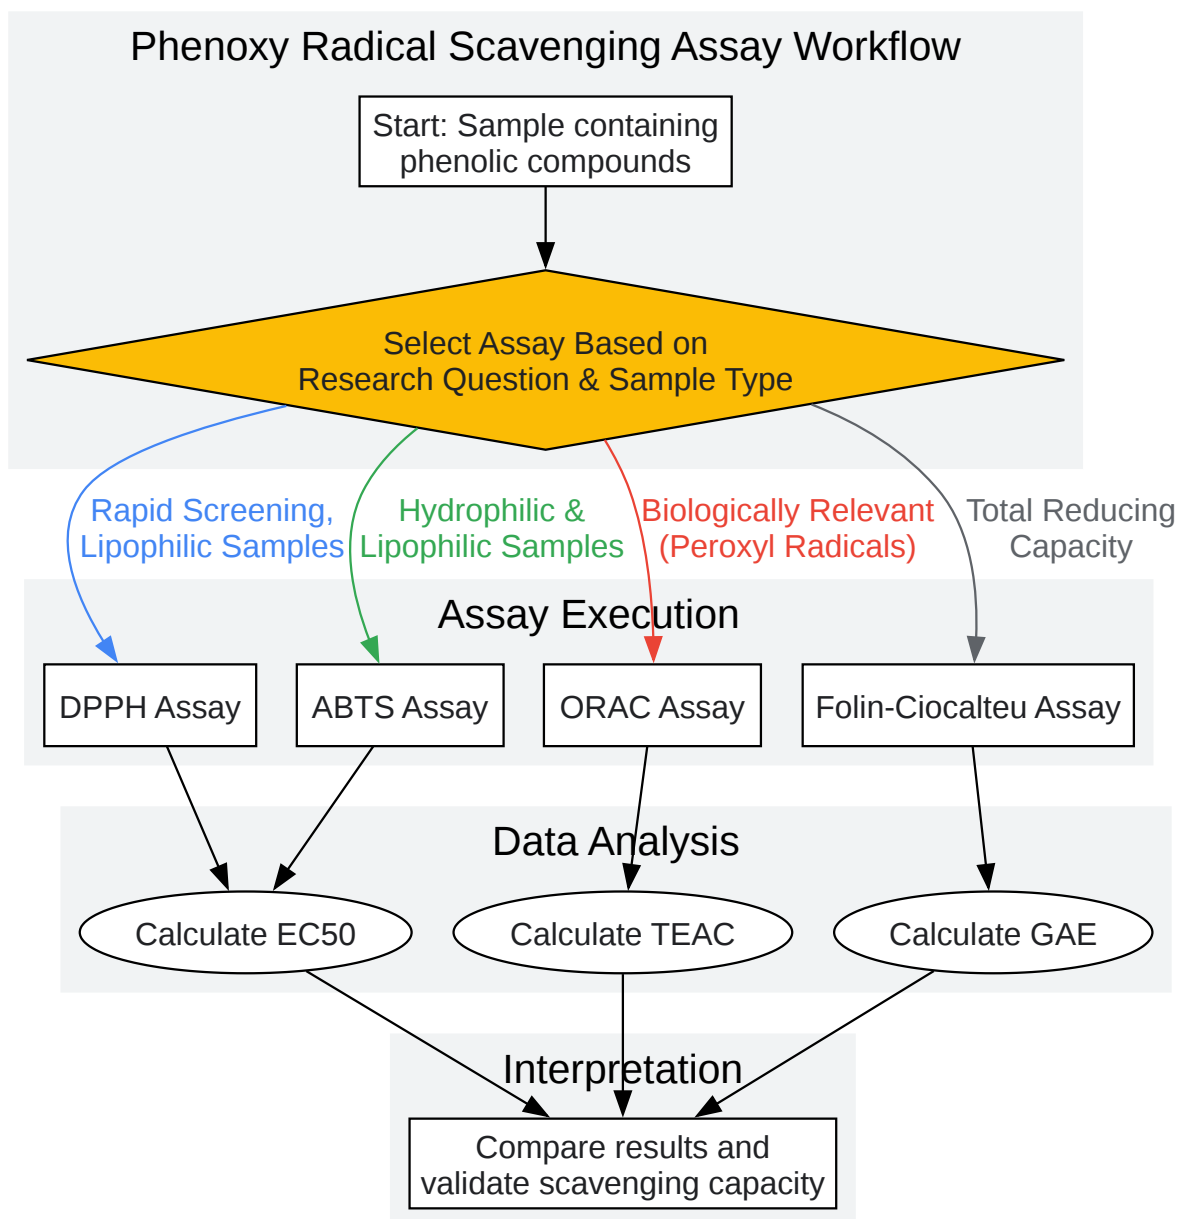 Phenoxy Radical Scavenging Assay Workflow
Start: Sample containing
phenolic compounds
Select Assay Based on
Research Question & Sample Type
Rapid Screening,
Lipophilic Samples
Hydrophilic &
Lipophilic Samples
Biologically Relevant
(Peroxyl Radicals)
Total Reducing
Capacity
Assay Execution
DPPH Assay
ABTS Assay
ORAC Assay
Folin-Ciocalteu Assay
Data Analysis
Calculate EC50
Calculate TEAC
Calculate GAE
Interpretation
Compare results and
validate scavenging capacity